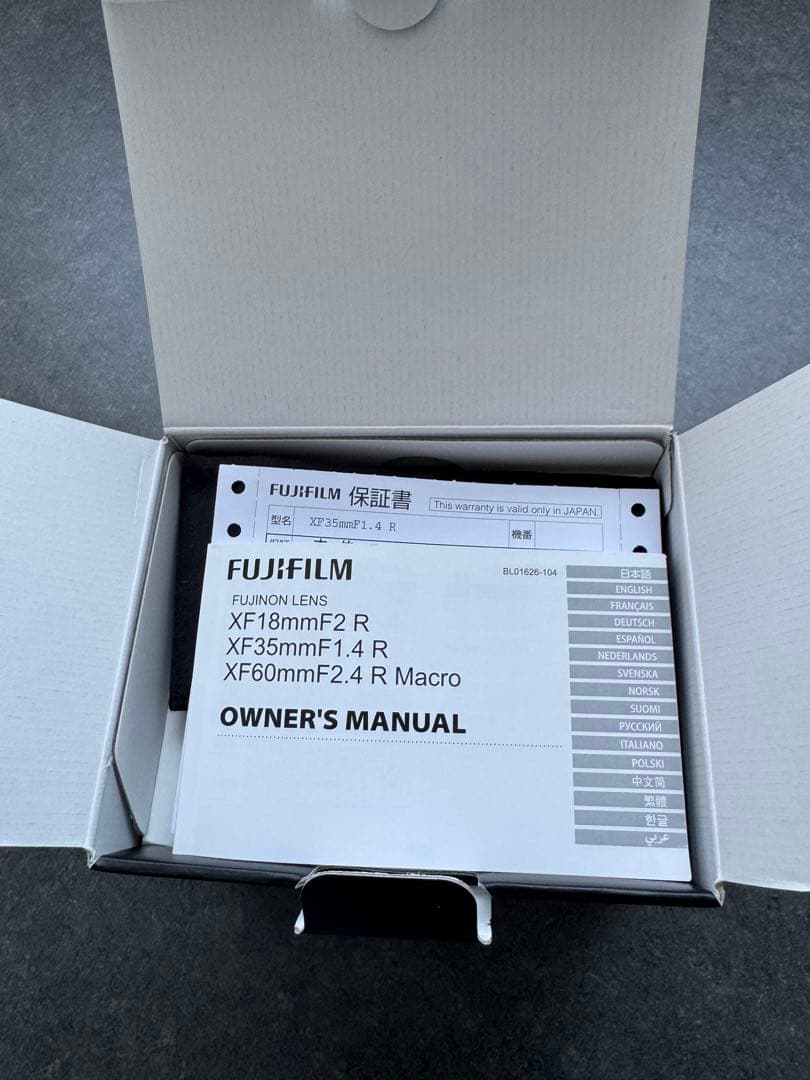 FUJIFILM 保証書 This warranty is valid only in JAPAN.
型名 XF35mmF1.4 R 機番
FUJIFILM BL01626-104
FUJINON LENS
XF18mmF2 R
XF35mmF1.4 R
XF60mmF2.4 R Macro
OWNER'S MANUAL
日本語
ENGLISH
FRANÇAIS
DEUTSCH
ESPAÑOL
NEDERLANDS
SVENSKA
NORSK
SUOMI
РУССКИЙ
ITALIANO
POLSKI
中文简
繁體
한글
عربي